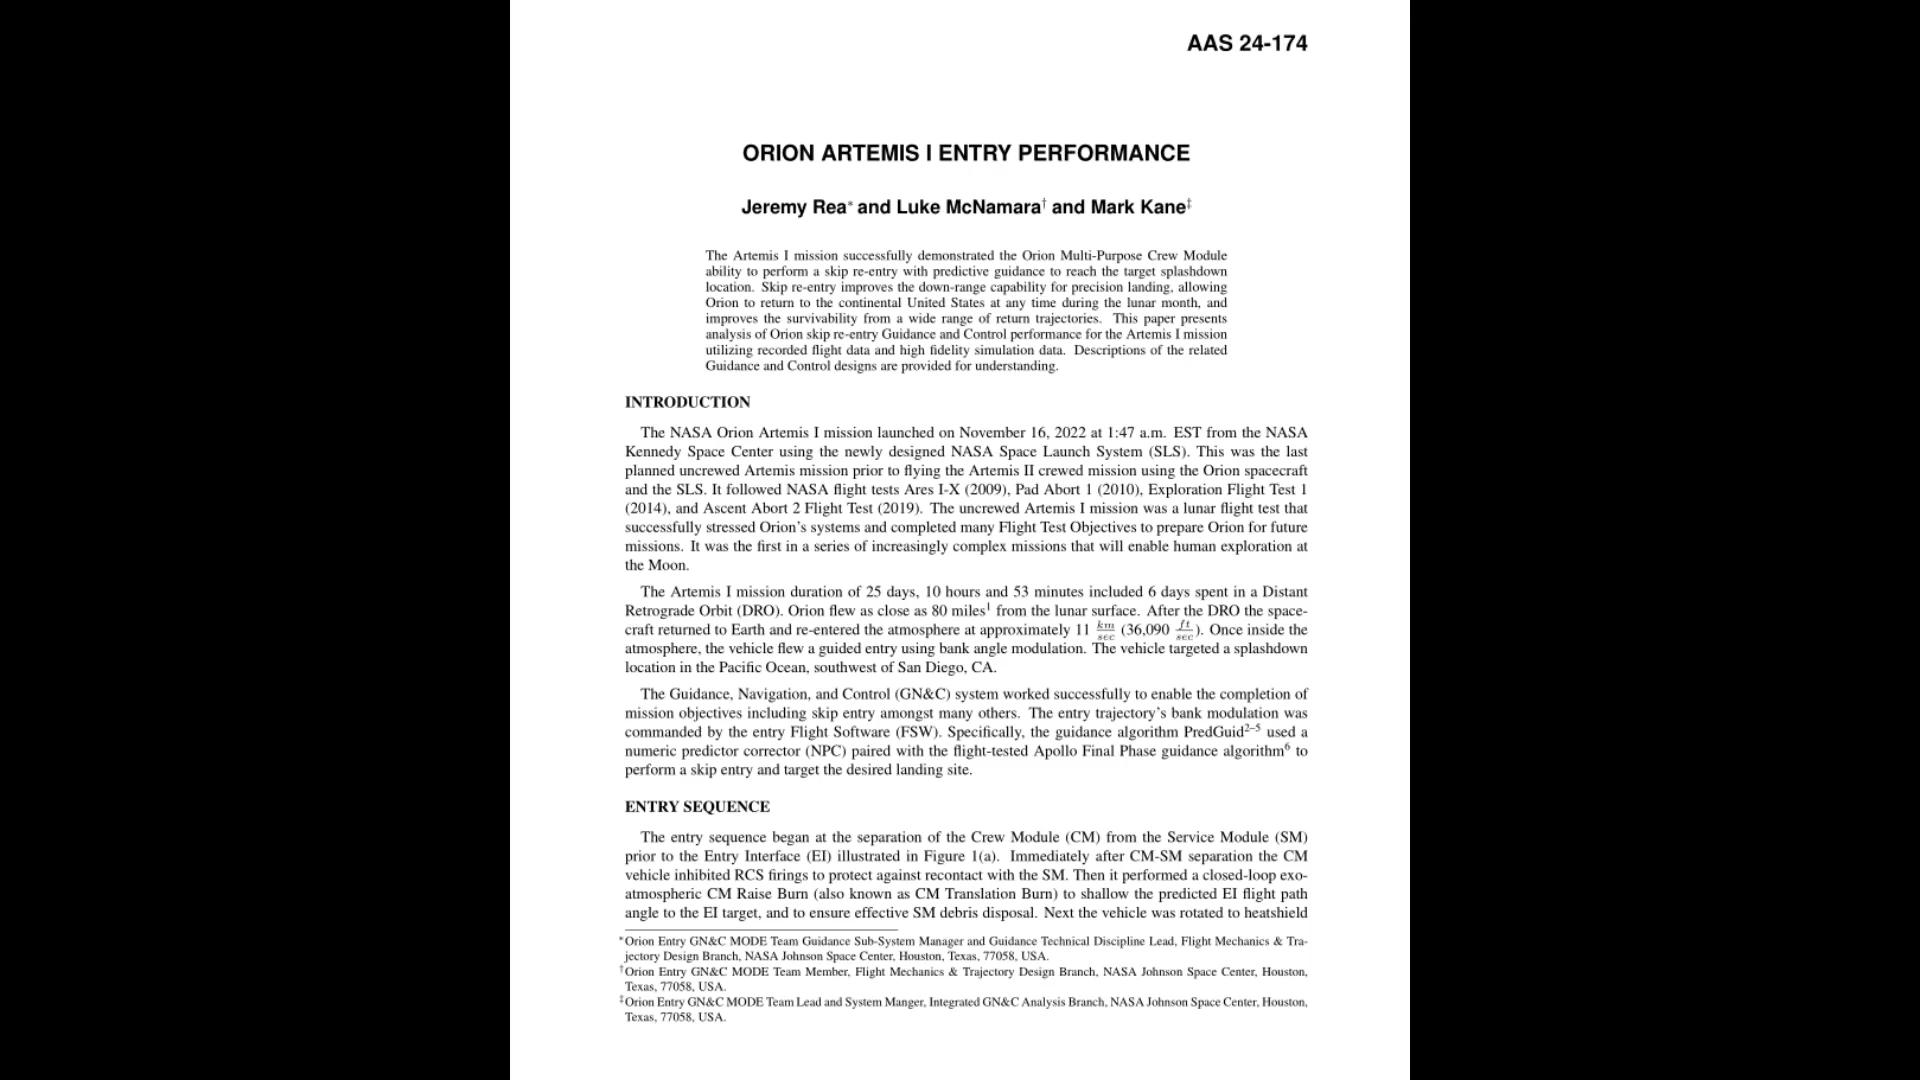 AAS 24-174
ORION ARTEMIS I ENTRY PERFORMANCE
Jeremy Rea* and Luke McNamara† and Mark Kane‡
The Artemis I mission successfully demonstrated the Orion Multi-Purpose Crew Module
ability to perform a skip re-entry with predictive guidance to reach the target splashdown
location. Skip re-entry improves the down-range capability for precision landing, allowing
Orion to return to the continental United States at any time during the lunar month, and
improves the survivability from a wide range of return trajectories. This paper presents
analysis of Orion skip re-entry Guidance and Control performance for the Artemis I mission
utilizing recorded flight data and high fidelity simulation data. Descriptions of the related
Guidance and Control designs are provided for understanding.
INTRODUCTION
The NASA Orion Artemis I mission launched on November 16, 2022 at 1:47 a.m. EST from the NASA
Kennedy Space Center using the newly designed NASA Space Launch System (SLS). This was the last
planned uncrewed Artemis mission prior to flying the Artemis II crewed mission using the Orion spacecraft
and the SLS. It followed NASA flight tests Ares I-X (2009), Pad Abort 1 (2010), Exploration Flight Test 1
(2014), and Ascent Abort 2 Flight Test (2019). The uncrewed Artemis I mission was a lunar flight test that
successfully stressed Orion's systems and completed many Flight Test Objectives to prepare Orion for future
missions. It was the first in a series of increasingly complex missions that will enable human exploration at
the Moon.
The Artemis I mission duration of 25 days, 10 hours and 53 minutes included 6 days spent in a Distant
Retrograde Orbit (DRO). Orion flew as close as 80 miles¹ from the lunar surface. After the DRO the space-
craft returned to Earth and re-entered the atmosphere at approximately 11 km/sec (36,090 ft/sec). Once inside the
atmosphere, the vehicle flew a guided entry using bank angle modulation. The vehicle targeted a splashdown
location in the Pacific Ocean, southwest of San Diego, CA.
The Guidance, Navigation, and Control (GN&C) system worked successfully to enable the completion of
mission objectives including skip entry amongst many others. The entry trajectory's bank modulation was
commanded by the entry Flight Software (FSW). Specifically, the guidance algorithm PredGuid²⁻⁵ used a
numeric predictor corrector (NPC) paired with the flight-tested Apollo Final Phase guidance algorithm⁶ to
perform a skip entry and target the desired landing site.
ENTRY SEQUENCE
The entry sequence began at the separation of the Crew Module (CM) from the Service Module (SM)
prior to the Entry Interface (EI) illustrated in Figure 1(a). Immediately after CM-SM separation the CM
vehicle inhibited RCS firings to protect against recontact with the SM. Then it performed a closed-loop exo-
atmospheric CM Raise Burn (also known as CM Translation Burn) to shallow the predicted EI flight path
angle to the EI target, and to ensure effective SM debris disposal. Next the vehicle was rotated to heatshield
*Orion Entry GN&C MODE Team Guidance Sub-System Manager and Guidance Technical Discipline Lead, Flight Mechanics & Tra-
jectory Design Branch, NASA Johnson Space Center, Houston, Texas, 77058, USA.
†Orion Entry GN&C MODE Team Member, Flight Mechanics & Trajectory Design Branch, NASA Johnson Space Center, Houston,
Texas, 77058, USA.
‡Orion Entry GN&C MODE Team Lead and System Manger, Integrated GN&C Analysis Branch, NASA Johnson Space Center, Houston,
Texas, 77058, USA.